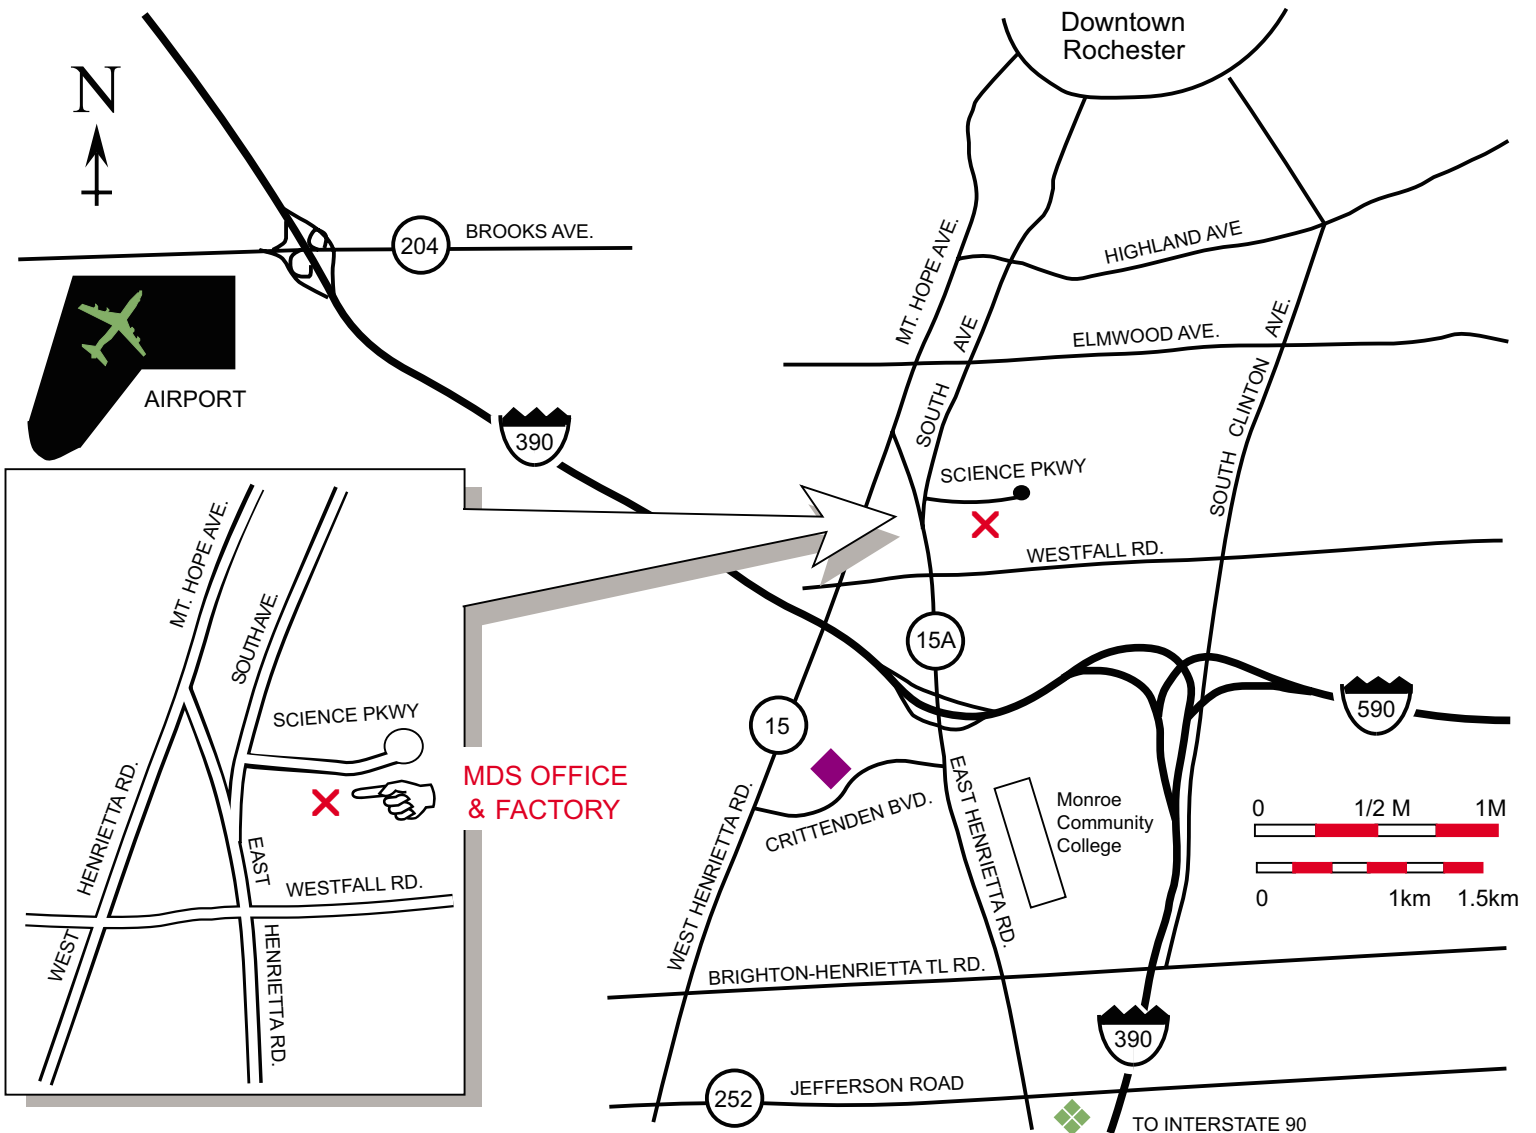 Downtown
Rochester
N
204
BROOKS AVE.
HIGHLAND AVE
MT. HOPE AVE.
ELMWOOD AVE.
SOUTH AVE
SOUTH CLINTON AVE.
AIRPORT
390
SCIENCE PKWY
WESTFALL RD.
15A
15
590
CRITTENDEN BVD.
WEST HENRIETTA RD.
EAST HENRIETTA RD.
Monroe
Community
College
0 1/2 M 1M
0 1km 1.5km
BRIGHTON-HENRIETTA TL RD.
390
252
JEFFERSON ROAD
TO INTERSTATE 90
MT. HOPE AVE.
SOUTHAVE.
SCIENCE PKWY
MDS OFFICE
& FACTORY
WEST HENRIETTA RD.
EAST HENRIETTA RD.
WESTFALL RD.